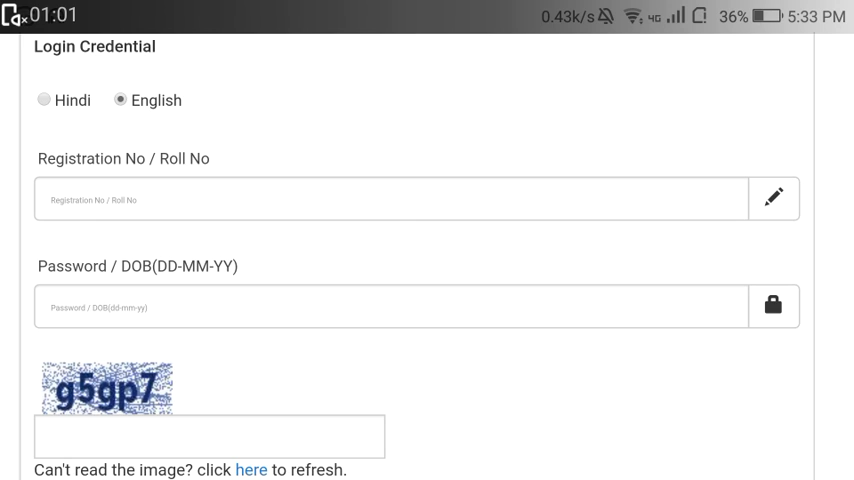 01:01 0.43k/s 4G 36% 5:33 PM
Login Credential
Hindi English
Registration No / Roll No
Registration No / Roll No
Password / DOB(DD-MM-YY)
Password / DOB(dd-mm-yy)
g5gp7
Can't read the image? click here to refresh.